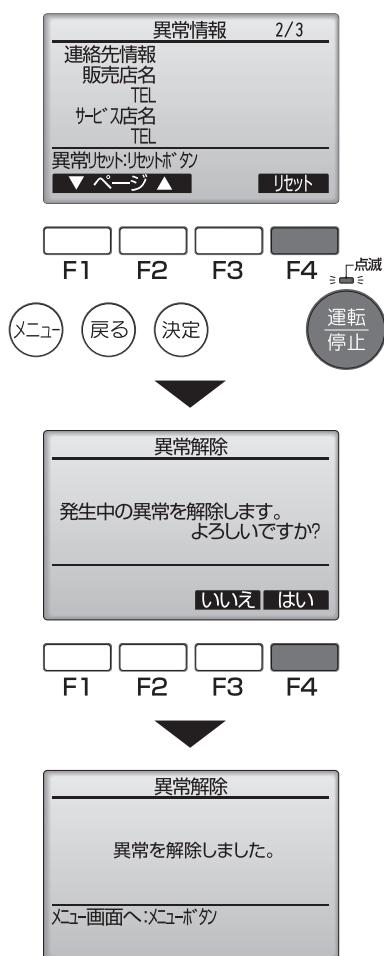 異常情報 2/3
連絡先情報
販売店名
TEL
ｻｰﾋﾞｽ店名
TEL
異常ﾘｾｯﾄ:ﾘｾｯﾄﾎﾞﾀﾝ
▼ ページ ▲ ﾘｾｯﾄ
F1 F2 F3 F4
点滅
メニュー 戻る 決定 運転
停止
異常解除
発生中の異常を解除します。
よろしいですか?
いいえ はい
F1 F2 F3 F4
異常解除
異常を解除しました。
ﾒﾆｭｰ画面へ:ﾒﾆｭｰﾎﾞﾀﾝ